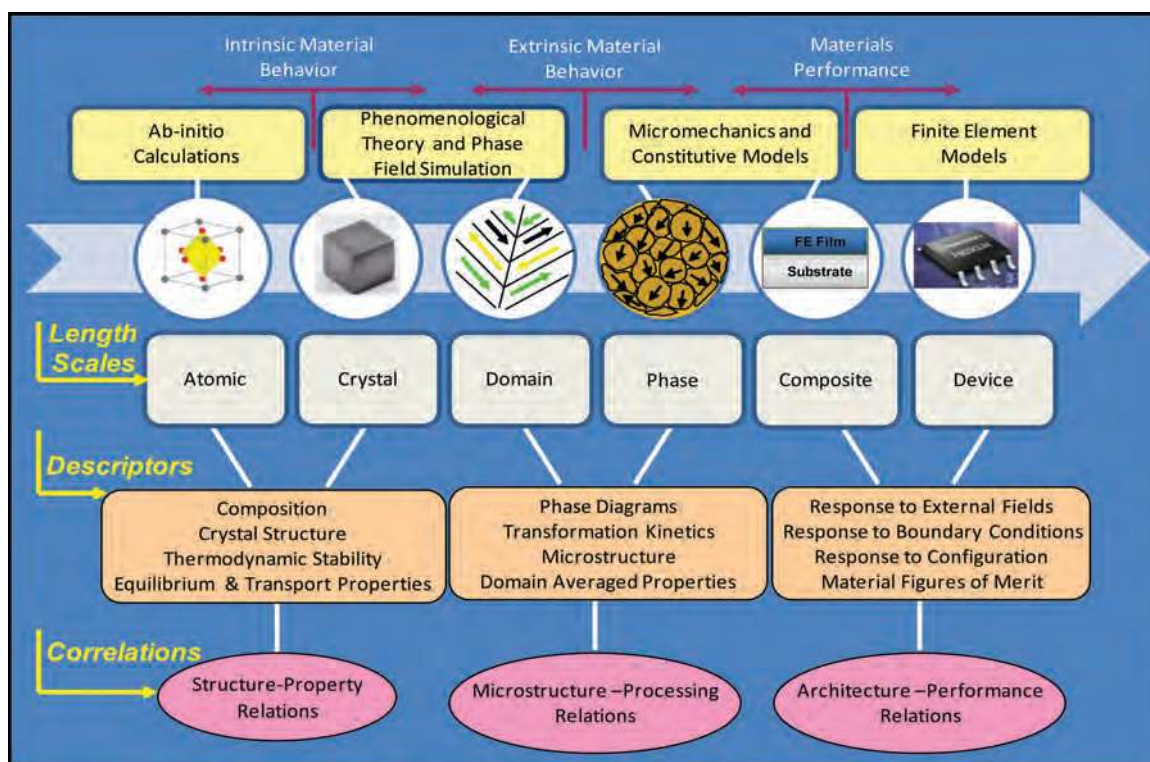 Intrinsic Material
Behavior
Extrinsic Material
Behavior
Materials
Performance
Ab-initio
Calculations
Phenomenological
Theory and Phase
Field Simulation
Micromechanics and
Constitutive Models
Finite Element
Models
FE Film
Substrate
Length
Scales
Atomic
Crystal
Domain
Phase
Composite
Device
Descriptors
Composition
Crystal Structure
Thermodynamic Stability
Equilibrium & Transport Properties
Phase Diagrams
Transformation Kinetics
Microstructure
Domain Averaged Properties
Response to External Fields
Response to Boundary Conditions
Response to Configuration
Material Figures of Merit
Correlations
Structure-Property
Relations
Microstructure –Processing
Relations
Architecture –Performance
Relations